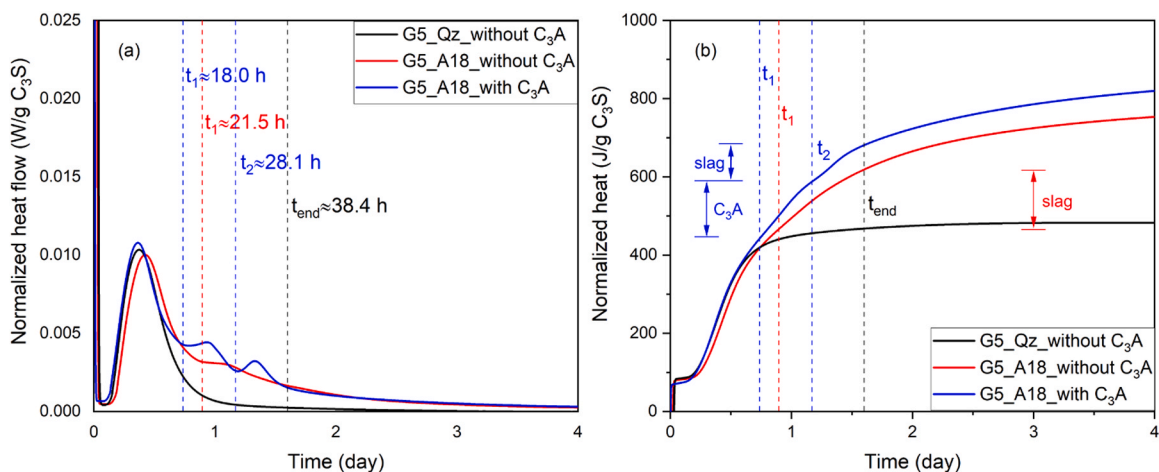 (a)
G5_Qz_without C₃A
G5_A18_without C₃A
G5_A18_with C₃A
t₁≈18.0 h
t₁≈21.5 h
t₂≈28.1 h
t_end≈38.4 h
Normalized heat flow (W/g C₃S)
0.025
0.020
0.015
0.010
0.005
0.000
0 1 2 3 4
Time (day)
(b)
t₁
t₁
t₂
t_end
slag
C₃A
slag
G5_Qz_without C₃A
G5_A18_without C₃A
G5_A18_with C₃A
Normalized heat (J/g C₃S)
1000
800
600
400
200
0
0 1 2 3 4
Time (day)